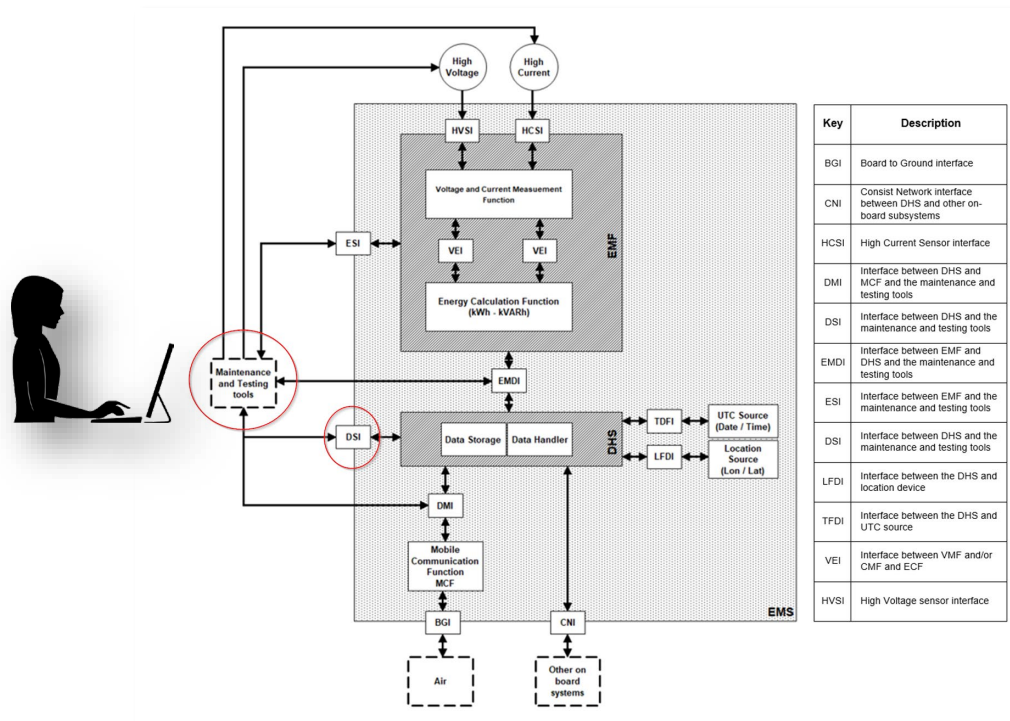 High
Voltage
High
Current
HVSI
HCSI
Voltage and Current Measuement
Function
ESI
VEI
VEI
EMF
Energy Calculation Function
(kWh - kVARh)
Maintenance
and Testing
tools
EMDI
DSI
Data Storage
Data Handler
DHS
TDFI
UTC Source
(Date / Time)
LFDI
Location
Source
(Lon / Lat)
DMI
Mobile
Communication
Function
MCF
EMS
BGI
CNI
Air
Other on
board
systems
Key Description
BGI Board to Ground interface
CNI Consist Network interface
between DHS and other on-
board subsystems
HCSI High Current Sensor interface
DMI Interface between DHS and
MCF and the maintenance and
testing tools
DSI Interface between DHS and the
maintenance and testing tools
EMDI Interface between EMF and
DHS and the maintenance and
testing tools
ESI Interface between EMF and the
maintenance and testing tools
DSI Interface between DHS and the
maintenance and testing tools
LFDI Interface between the DHS and
location device
TFDI Interface between the DHS and
UTC source
VEI Interface between VMF and/or
CMF and ECF
HVSI High Voltage sensor interface